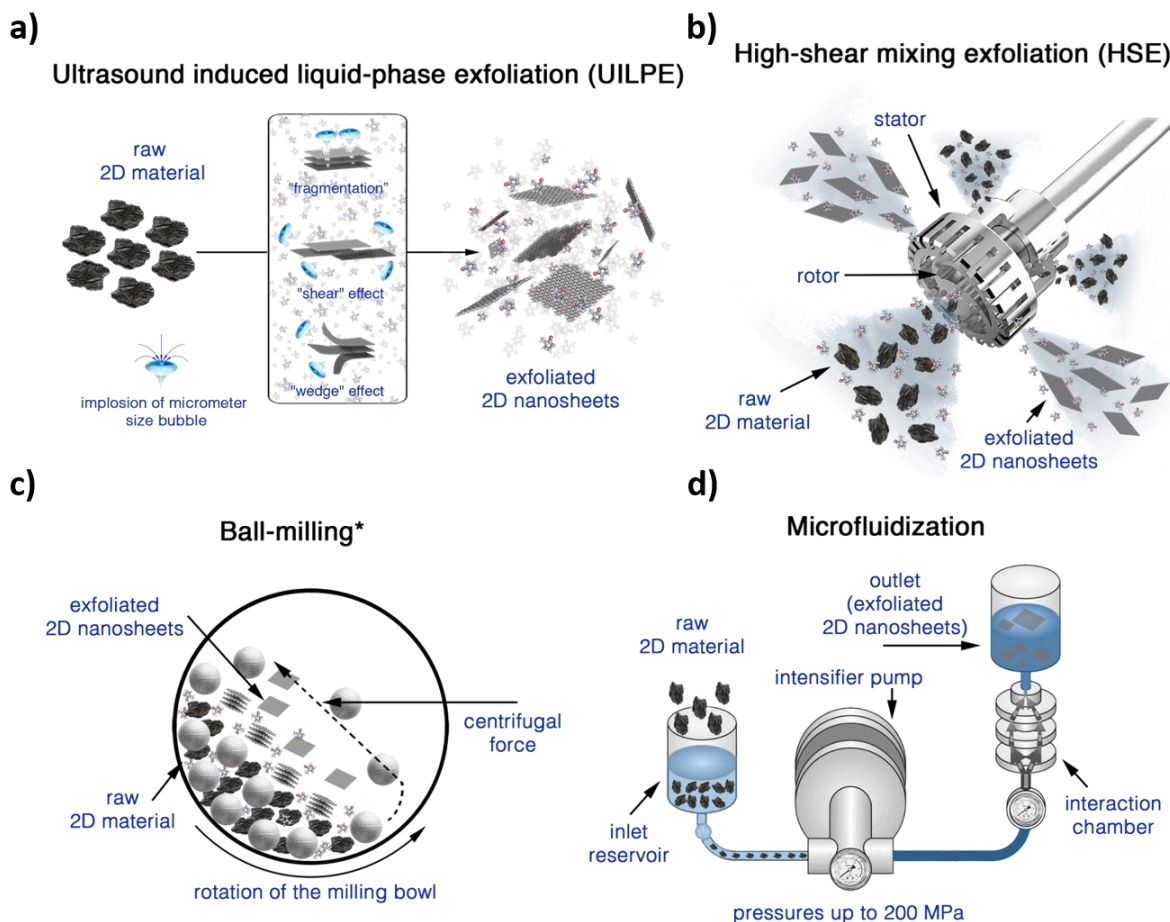 a)
Ultrasound induced liquid-phase exfoliation (UILPE)
raw
2D material
"fragmentation"
"shear" effect
"wedge" effect
implosion of micrometer
size bubble
exfoliated
2D nanosheets
b)
High-shear mixing exfoliation (HSE)
stator
rotor
raw
2D material
exfoliated
2D nanosheets
c)
Ball-milling*
exfoliated
2D nanosheets
centrifugal
force
raw
2D material
rotation of the milling bowl
d)
Microfluidization
raw
2D material
outlet
(exfoliated
2D nanosheets)
intensifier pump
inlet
reservoir
interaction
chamber
pressures up to 200 MPa